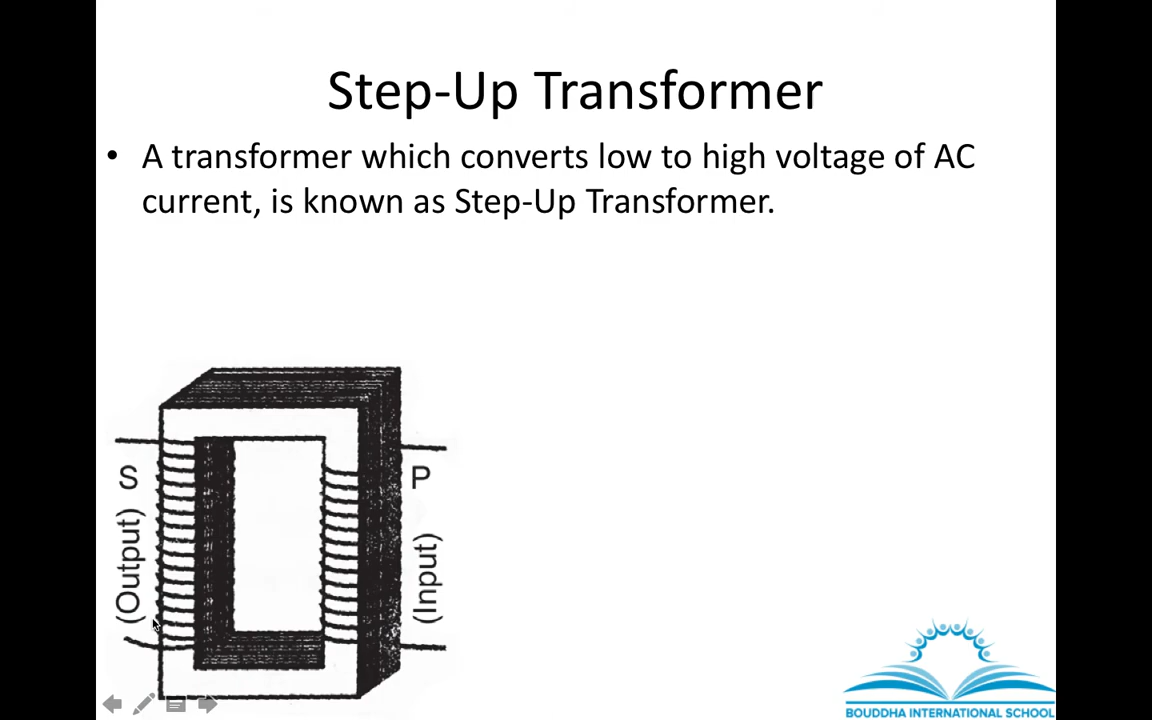 Step-Up Transformer
• A transformer which converts low to high voltage of AC
current, is known as Step-Up Transformer.
S
P
(Output)
(Input)
BOUDDHA INTERNATIONAL SCHOOL